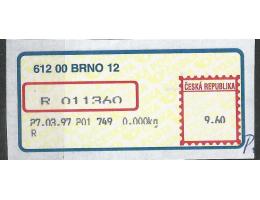 612 00 BRNO 12
R 011360
ČESKÁ REPUBLIKA
27.03.97 P01 749 0.000kg
9.60
R